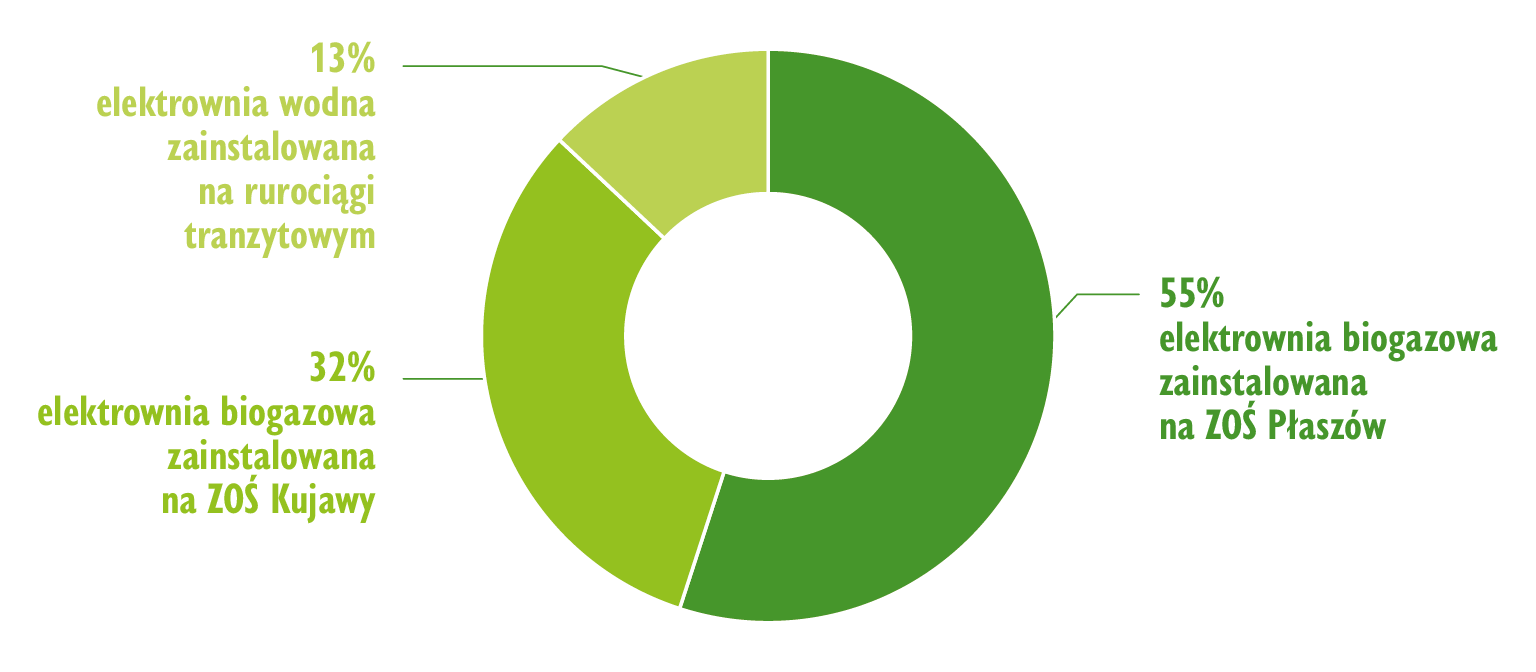 13%
elektrownia wodna
zainstalowana
na rurociągi
tranzytowym
32%
elektrownia biogazowa
zainstalowana
na ZOŚ Kujawy
55%
elektrownia biogazowa
zainstalowana
na ZOŚ Płaszów